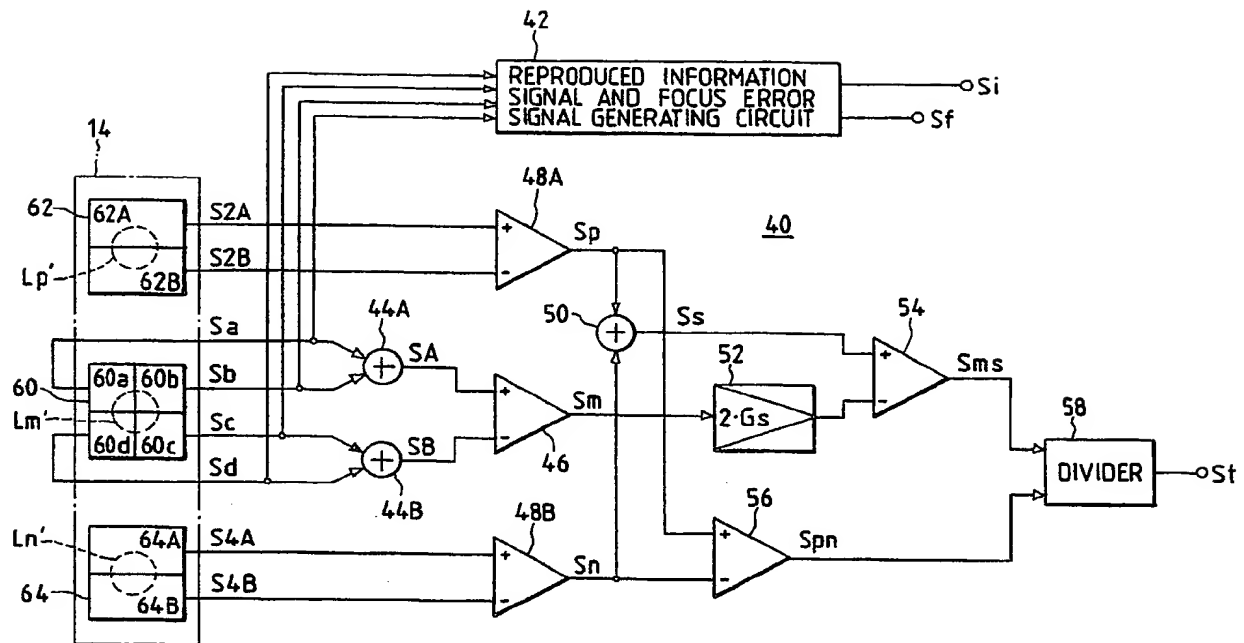 42
REPRODUCED INFORMATION
SIGNAL AND FOCUS ERROR
SIGNAL GENERATING CIRCUIT
Si
Sf
14
62
62A
62B
Lp'
S2A
S2B
48A
Sp
40
Sa
44A
50
Ss
54
Sms
60
60a
60b
60d
60c
Lm'
Sb
SA
Sc
SB
Sd
44B
Sm
46
52
2·Gs
58
DIVIDER
St
Ln'
64
64A
64B
S4A
S4B
48B
Sn
56
Spn